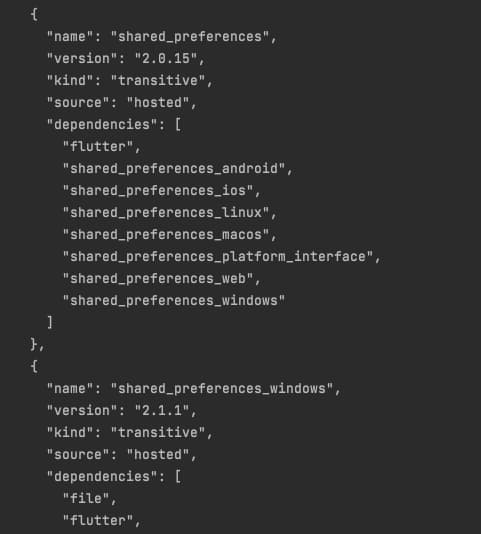 {
"name": "shared_preferences",
"version": "2.0.15",
"kind": "transitive",
"source": "hosted",
"dependencies": [
"flutter",
"shared_preferences_android",
"shared_preferences_ios",
"shared_preferences_linux",
"shared_preferences_macos",
"shared_preferences_platform_interface",
"shared_preferences_web",
"shared_preferences_windows"
]
},
{
"name": "shared_preferences_windows",
"version": "2.1.1",
"kind": "transitive",
"source": "hosted",
"dependencies": [
"file",
"flutter",